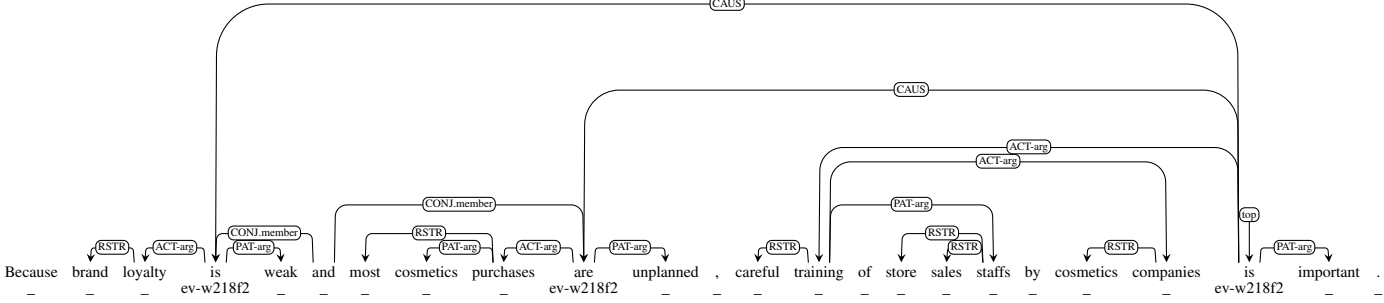 CAUS
CAUS
ACT-arg
ACT-arg
CONJ.member PAT-arg
top
CONJ.member RSTR RSTR
RSTR ACT-arg PAT-arg PAT-arg ACT-arg PAT-arg RSTR RSTR RSTR PAT-arg
Because brand loyalty is weak and most cosmetics purchases are unplanned , careful training of store sales staffs by cosmetics companies is important .
_ _ _ ev-w218f2 _ _ _ _ _ ev-w218f2 _ _ _ _ _ _ _ _ _ _ _ ev-w218f2 _ _